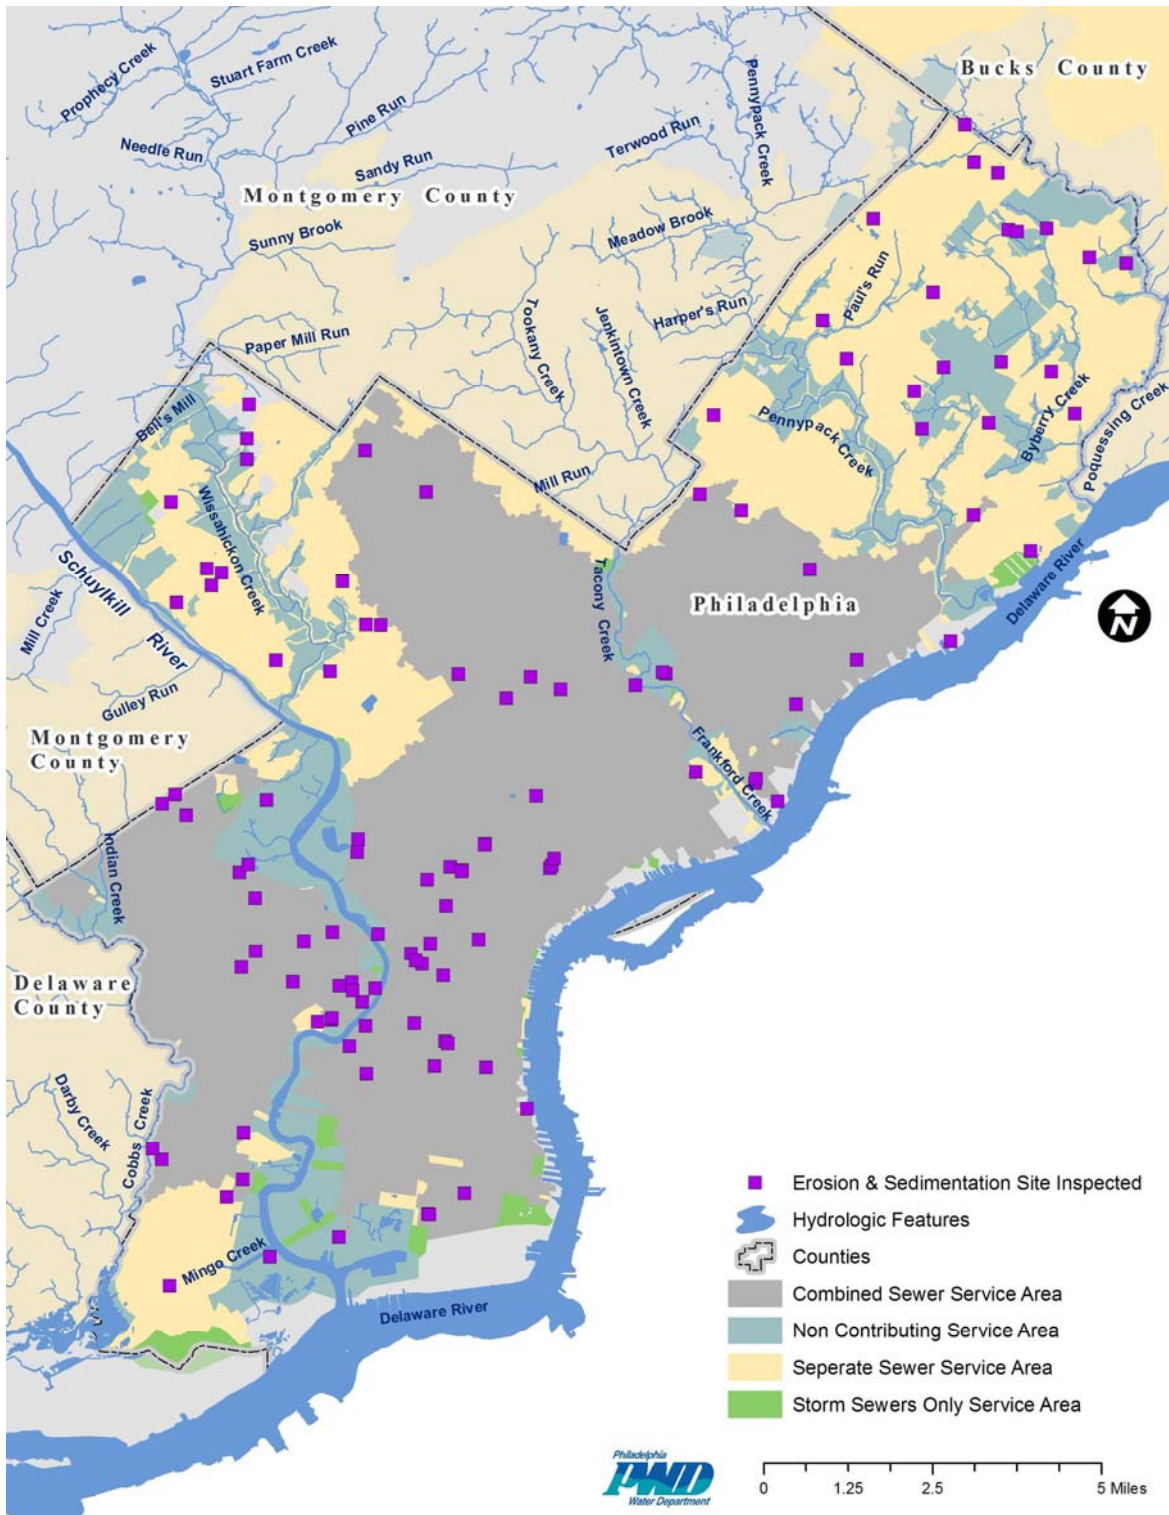 Prophecy Creek
Stuart Farm Creek
Pine Run
Needle Run
Sandy Run
Terwood Run
Pennypack Creek
Bucks County
Montgomery County
Sunny Brook
Meadow Brook
Paul's Run
Paper Mill Run
Tookany Creek
Jenkintown Creek
Harper's Run
Bell's Mill
Pennypack Creek
Byberry Creek
Poquessing Creek
Mill Run
Wissahickon Creek
Schuylkill
River
Mill Creek
Tacony Creek
Philadelphia
Delaware River
N
Gulley Run
Montgomery
County
Frankford Creek
Indian Creek
Delaware
County
Darby Creek
Cobbs Creek
Mingo Creek
Delaware River
Erosion & Sedimentation Site Inspected
Hydrologic Features
Counties
Combined Sewer Service Area
Non Contributing Service Area
Seperate Sewer Service Area
Storm Sewers Only Service Area
Philadelphia
PWD
Water Department
0 1.25 2.5 5 Miles